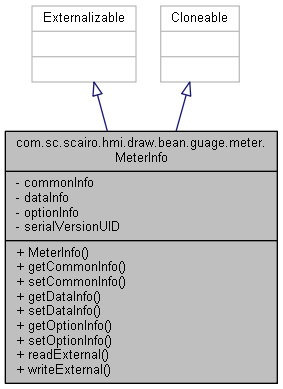 Externalizable
Cloneable
com.sc.scairo.hmi.draw.bean.guage.meter.
MeterInfo
- commonInfo
- dataInfo
- optionInfo
- serialVersionUID
+ MeterInfo()
+ getCommonInfo()
+ setCommonInfo()
+ getDataInfo()
+ setDataInfo()
+ getOptionInfo()
+ setOptionInfo()
+ readExternal()
+ writeExternal()